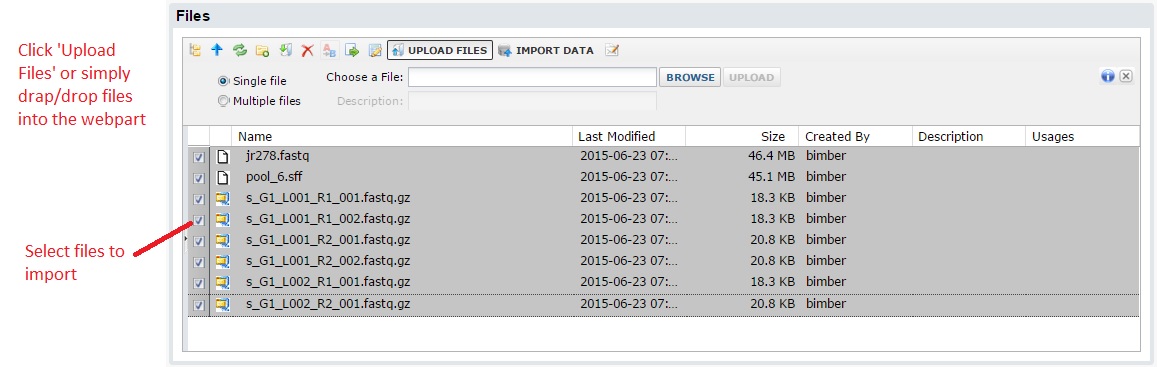 Files
Click 'Upload
Files' or simply
drap/drop files
into the webpart
UPLOAD FILES IMPORT DATA
Single file Choose a File: BROWSE UPLOAD
Multiple files Description:
Name Last Modified Size Created By Description Usages
jr278.fastq 2015-06-23 07:... 46.4 MB bimber
pool_6.sff 2015-06-23 07:... 45.1 MB bimber
s_G1_L001_R1_001.fastq.gz 2015-06-23 07:... 18.3 KB bimber
s_G1_L001_R1_002.fastq.gz 2015-06-23 07:... 18.3 KB bimber
s_G1_L001_R2_001.fastq.gz 2015-06-23 07:... 20.8 KB bimber
s_G1_L001_R2_002.fastq.gz 2015-06-23 07:... 20.8 KB bimber
s_G1_L002_R1_001.fastq.gz 2015-06-23 07:... 18.3 KB bimber
s_G1_L002_R2_001.fastq.gz 2015-06-23 07:... 20.8 KB bimber
Select files to
import